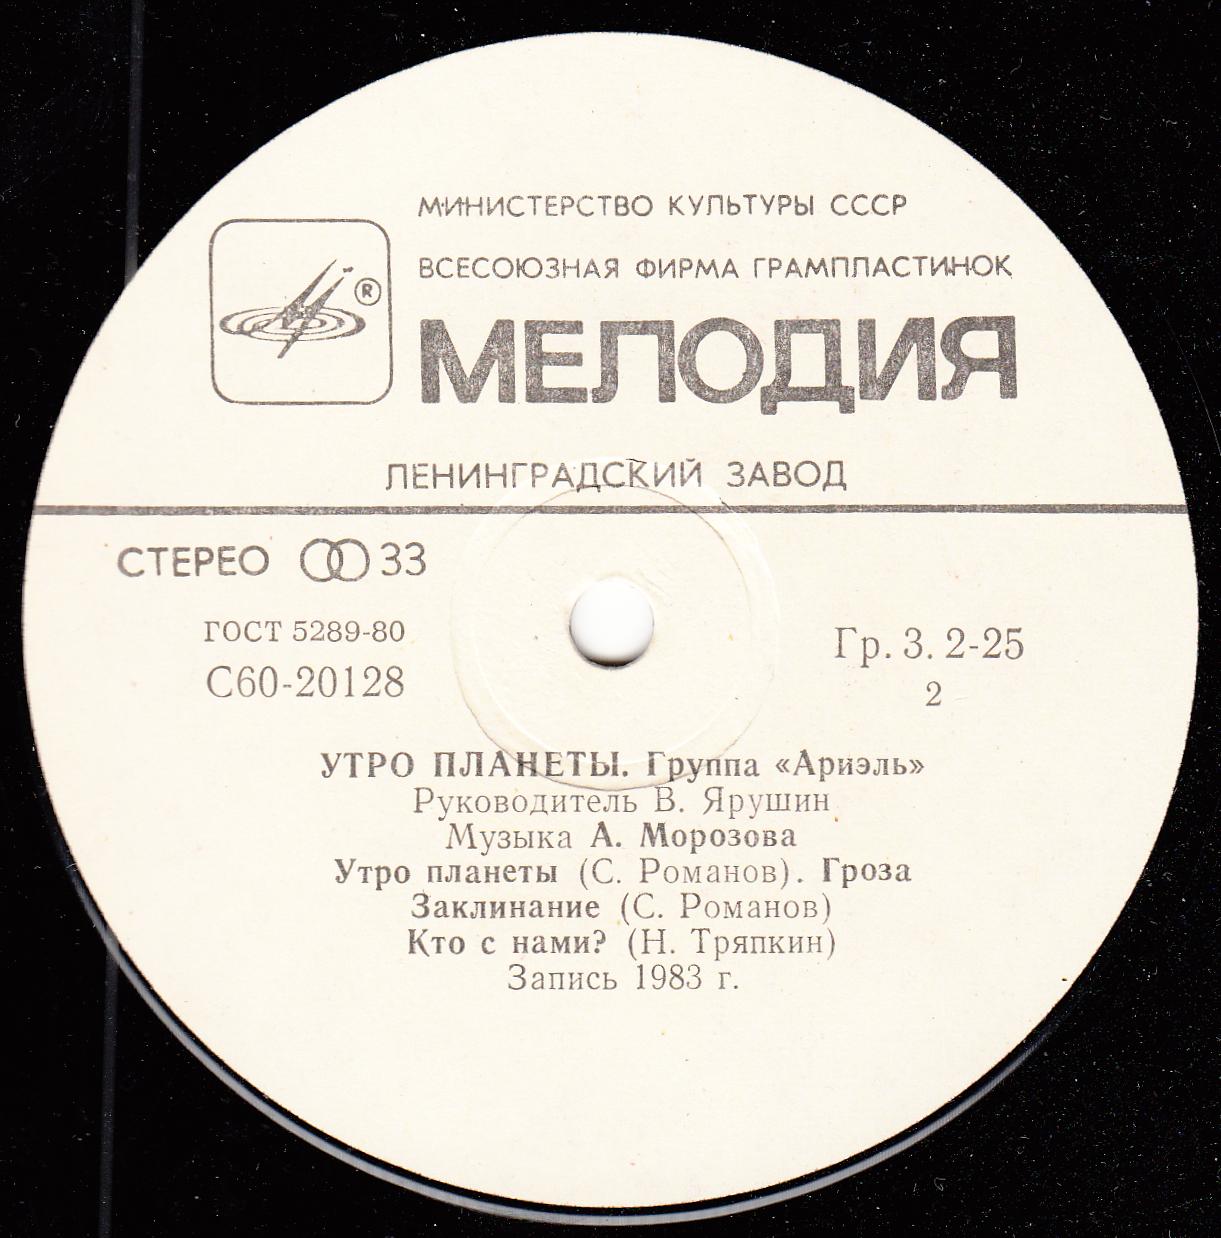 МИНИСТЕРСТВО КУЛЬТУРЫ СССР
ВСЕСОЮЗНАЯ ФИРМА ГРАМПЛАСТИНОК
®
МЕЛОДИЯ
ЛЕНИНГРАДСКИЙ ЗАВОД
СТЕРЕО 33
ГОСТ 5289-80
С60-20128
Гр. 3. 2-25
2
УТРО ПЛАНЕТЫ. Группа «Ариэль»
Руководитель В. Ярушин
Музыка А. Морозова
Утро планеты (С. Романов). Гроза
Заклинание (С. Романов)
Кто с нами? (Н. Тряпкин)
Запись 1983 г.